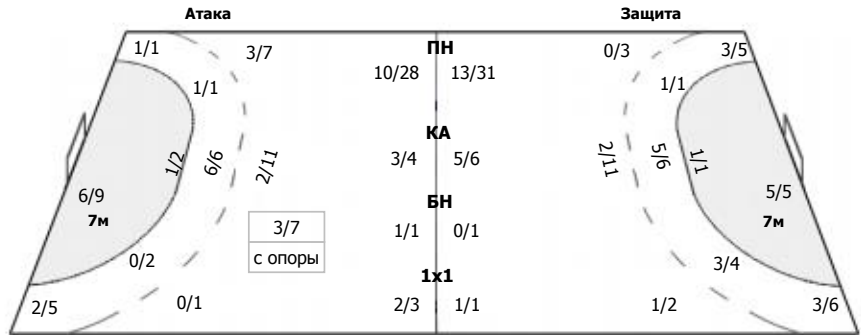 Атака Защита
1/1 3/7 ПН 0/3 3/5
10/28 13/31
1/1 1/1
КА
1/2 6/6 2/11 3/4 5/6 2/11 5/6 1/1
6/9 5/5
7м 7м
БН
3/7 1/1 0/1
с опоры
0/2 3/4
1x1
2/5 0/1 2/3 1/1 1/2 3/6